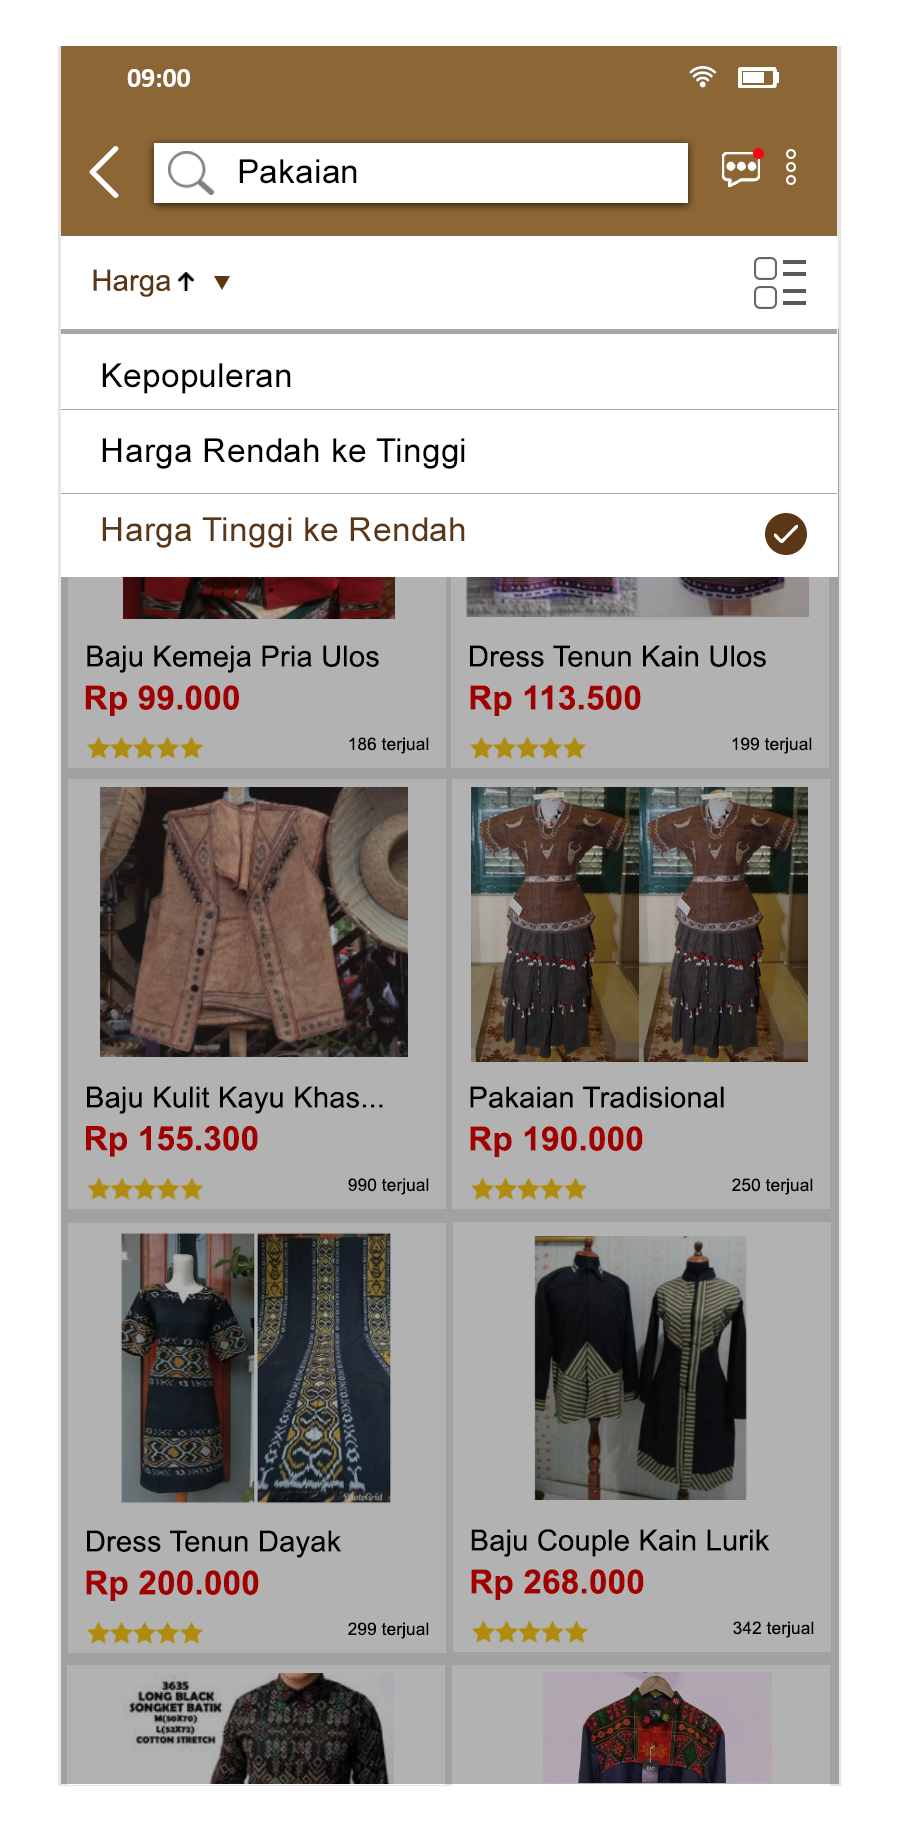 09:00
Pakaian
Harga
Kepopuleran
Harga Rendah ke Tinggi
Harga Tinggi ke Rendah
Baju Kemeja Pria Ulos
Rp 99.000
186 terjual
Dress Tenun Kain Ulos
Rp 113.500
199 terjual
Baju Kulit Kayu Khas...
Rp 155.300
990 terjual
Pakaian Tradisional
Rp 190.000
250 terjual
PhotoGrid
Dress Tenun Dayak
Rp 200.000
299 terjual
Baju Couple Kain Lurik
Rp 268.000
342 terjual
3635
LONG BLACK
SONGKET BATIK
M(50X70)
L(52X72)
COTTON STRETCH